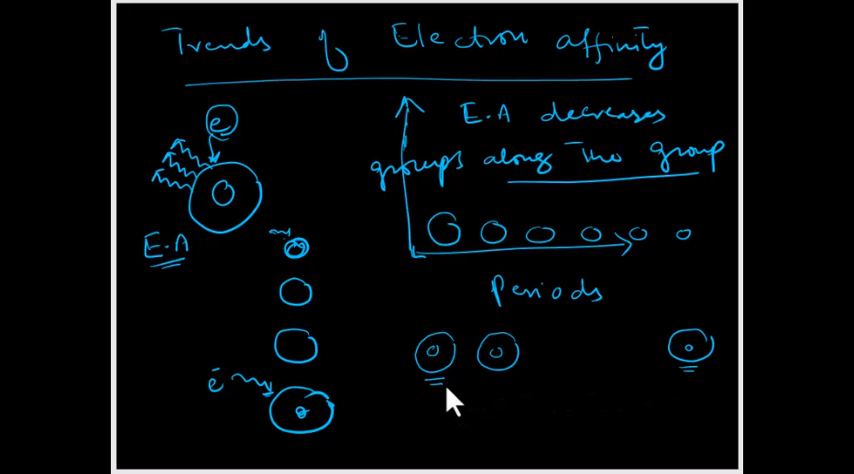 Trends of Electron affinity
e
E.A decreases
groups along the group
E.A
Periods
e